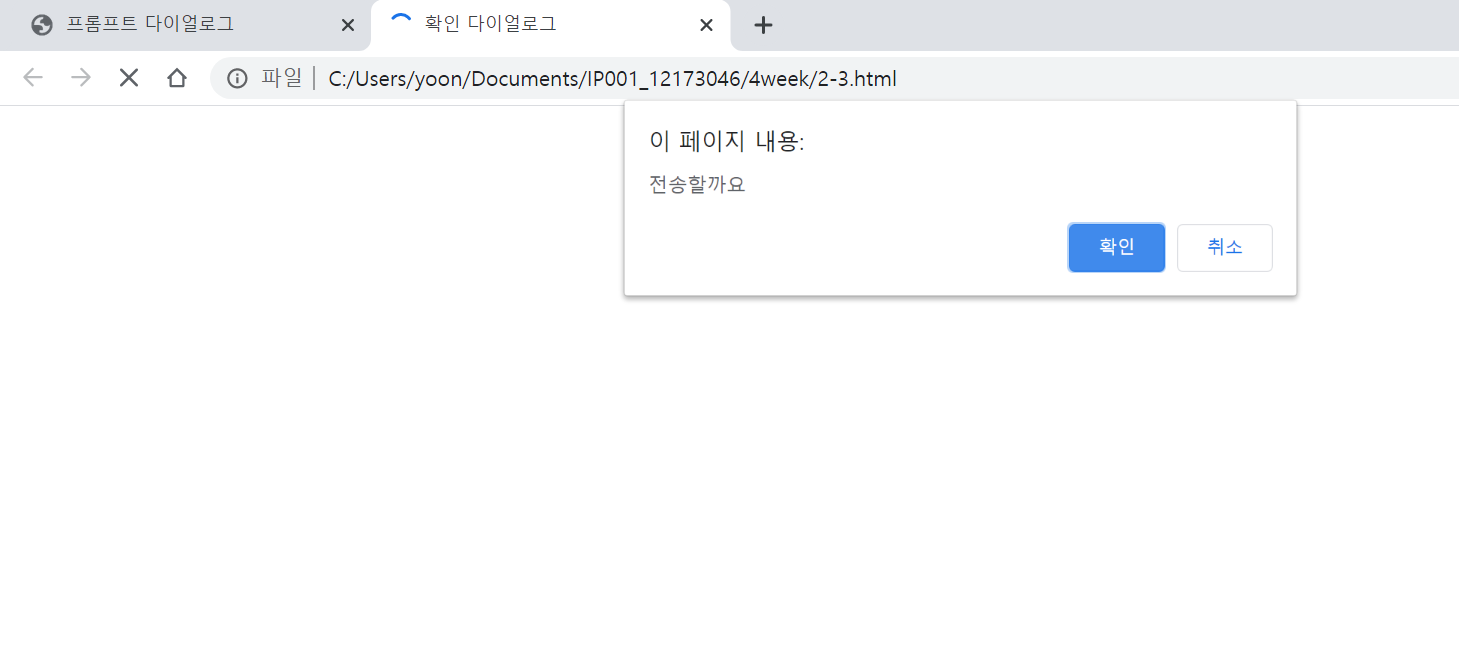 프롬프트 다이얼로그
확인 다이얼로그
파일 | C:/Users/yoon/Documents/IP001_12173046/4week/2-3.html
이 페이지 내용:
전송할까요
확인
취소